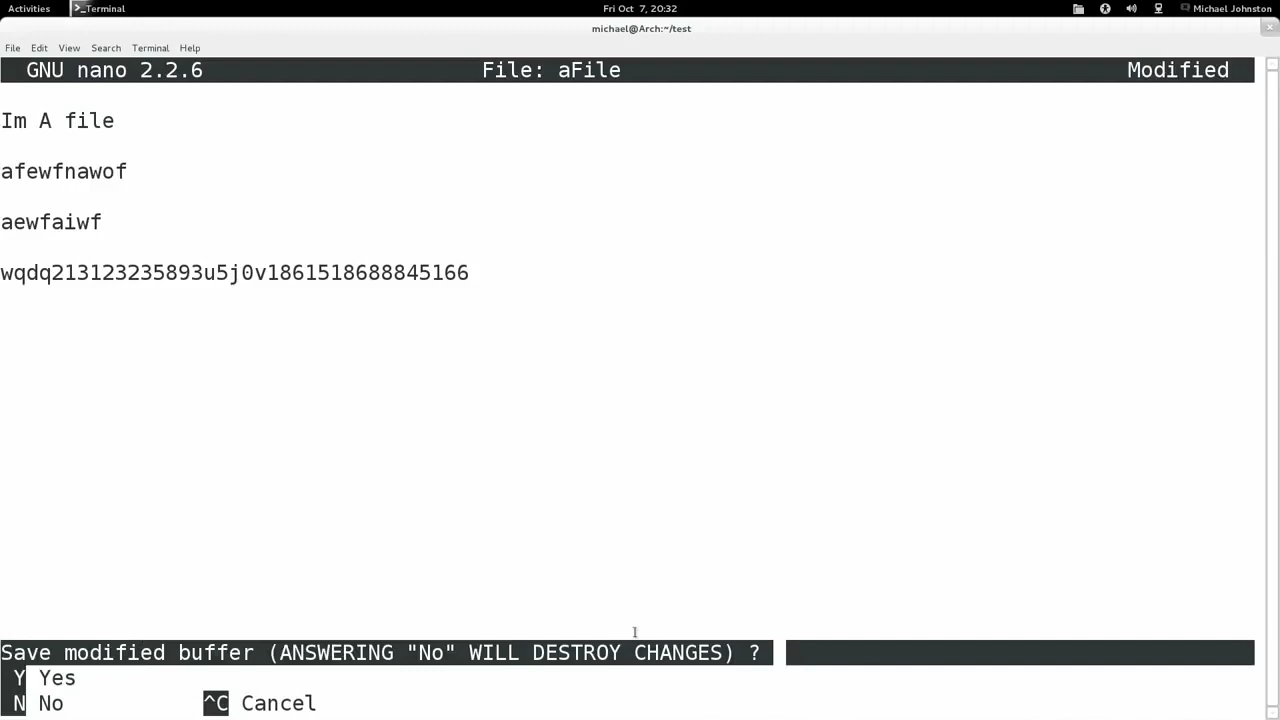 Activities >_Terminal Fri Oct 7, 20:32 Michael Johnston
michael@Arch:~/test
File Edit View Search Terminal Help
GNU nano 2.2.6 File: aFile Modified
Im A file
afewfnawof
aewfaiwf
wqdq213123235893u5j0v1861518688845166
Save modified buffer (ANSWERING "No" WILL DESTROY CHANGES) ?
Y Yes
N No ^C Cancel